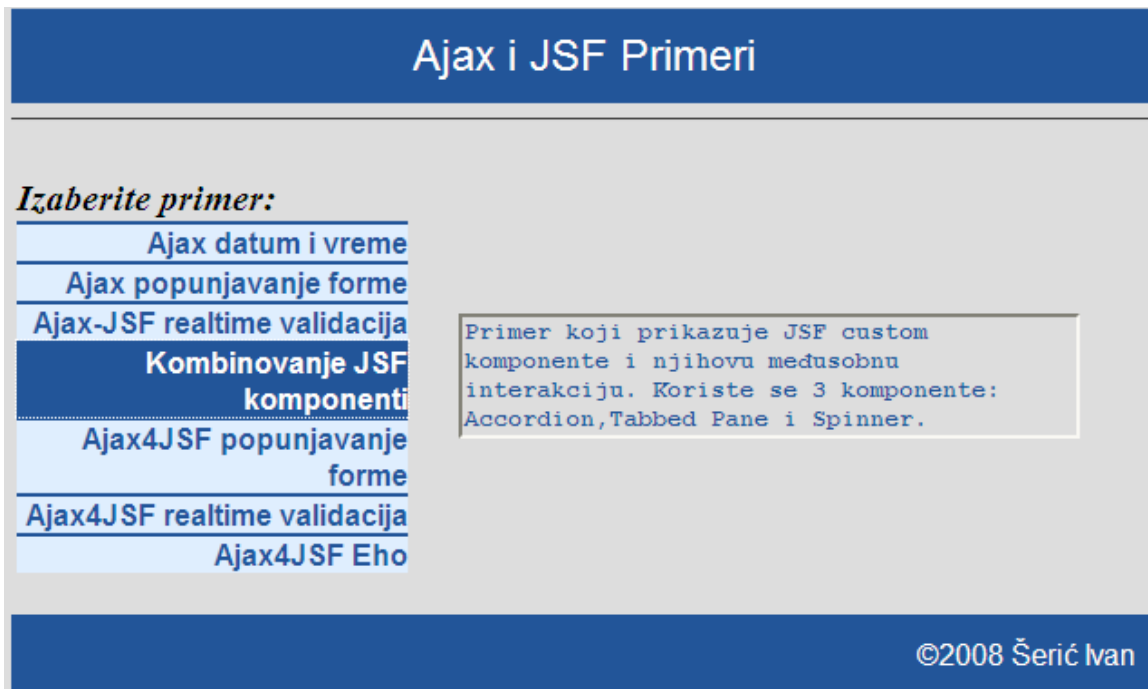 Ajax i JSF Primeri
Izaberite primer:
Ajax datum i vreme
Ajax popunjavanje forme
Ajax-JSF realtime validacija
Kombinovanje JSF
komponenti
Ajax4JSF popunjavanje
forme
Ajax4JSF realtime validacija
Ajax4JSF Eho
Primer koji prikazuje JSF custom
komponente i njihovu međusobnu
interakciju. Koriste se 3 komponente:
Accordion,Tabbed Pane i Spinner.
©2008 Šerić Ivan